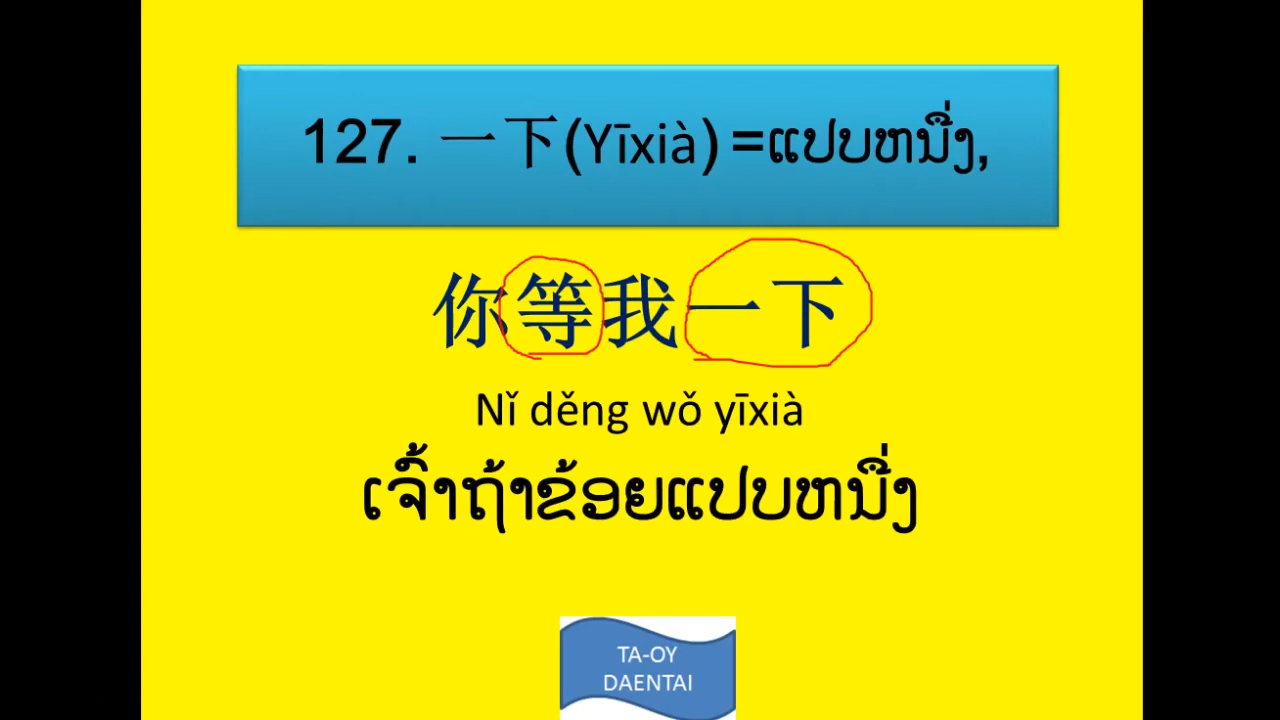 127. 一下(Yīxià) =ແປບຫນຶ່ງ,
你等我一下
Nǐ děng wǒ yīxià
ເຈົ້າຖ້າຂ້ອຍແປບຫນຶ່ງ
TA-OY
DAENTAI